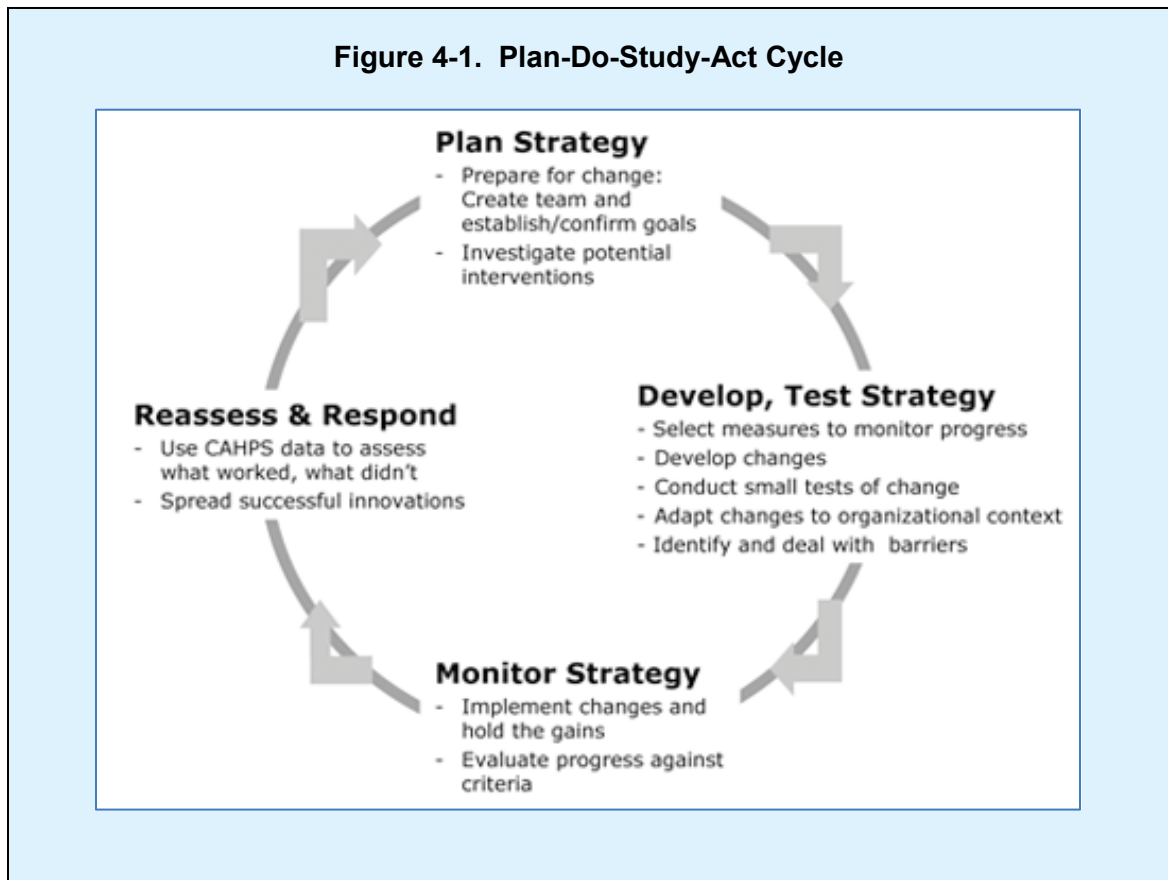 Figure 4-1.  Plan-Do-Study-Act Cycle
Plan Strategy
- Prepare for change:
Create team and
establish/confirm goals
- Investigate potential
interventions
Develop, Test Strategy
- Select measures to monitor progress
- Develop changes
- Conduct small tests of change
- Adapt changes to organizational context
- Identify and deal with  barriers
Monitor Strategy
- Implement changes and
hold the gains
- Evaluate progress against
criteria
Reassess & Respond
- Use CAHPS data to assess
what worked, what didn't
- Spread successful innovations